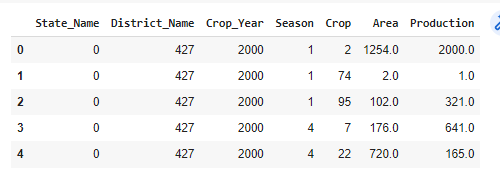 State_Name District_Name Crop_Year Season Crop Area Production
0 0 427 2000 1 2 1254.0 2000.0
1 0 427 2000 1 74 2.0 1.0
2 0 427 2000 1 95 102.0 321.0
3 0 427 2000 4 7 176.0 641.0
4 0 427 2000 4 22 720.0 165.0